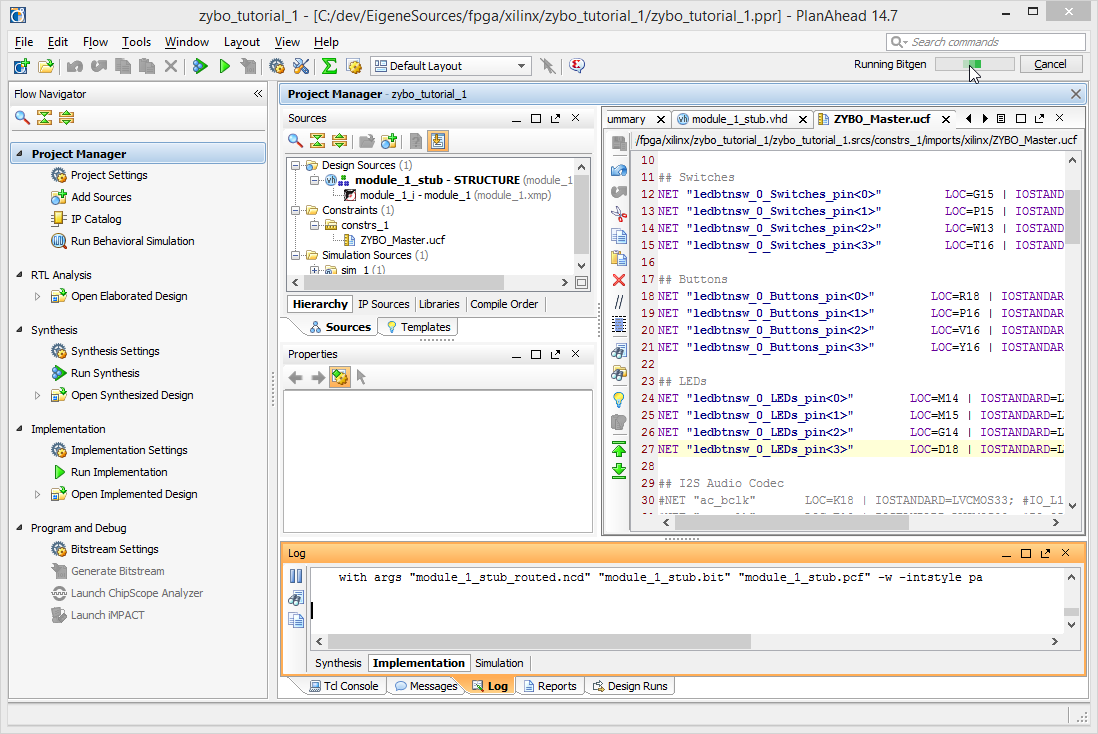 zybo_tutorial_1 - [C:/dev/EigeneSources/fpga/xilinx/zybo_tutorial_1/zybo_tutorial_1.ppr] - PlanAhead 14.7
File Edit Flow Tools Window Layout View Help
Search commands
Default Layout
Running Bitgen
Cancel
Flow Navigator
Project Manager
Project Settings
Add Sources
IP Catalog
Run Behavioral Simulation
RTL Analysis
Open Elaborated Design
Synthesis
Synthesis Settings
Run Synthesis
Open Synthesized Design
Implementation
Implementation Settings
Run Implementation
Open Implemented Design
Program and Debug
Bitstream Settings
Generate Bitstream
Launch ChipScope Analyzer
Launch iMPACT
Project Manager - zybo_tutorial_1
Sources
Design Sources (1)
module_1_stub - STRUCTURE (module_1
module_1_i - module_1 (module_1.xmp)
Constraints (1)
constrs_1
ZYBO_Master.ucf
Simulation Sources (1)
sim_1 (1)
Hierarchy IP Sources Libraries Compile Order
Sources Templates
Properties
ummary module_1_stub.vhd ZYBO_Master.ucf
/fpga/xilinx/zybo_tutorial_1/zybo_tutorial_1.srcs/constrs_1/imports/xilinx/ZYBO_Master.ucf
10
11 ## Switches
12 NET "ledbtnsw_0_Switches_pin<0>" LOC=G15 | IOSTAND
13 NET "ledbtnsw_0_Switches_pin<1>" LOC=P15 | IOSTAND
14 NET "ledbtnsw_0_Switches_pin<2>" LOC=W13 | IOSTAND
15 NET "ledbtnsw_0_Switches_pin<3>" LOC=T16 | IOSTAND
16
17 ## Buttons
18 NET "ledbtnsw_0_Buttons_pin<0>" LOC=R18 | IOSTANDAR
19 NET "ledbtnsw_0_Buttons_pin<1>" LOC=P16 | IOSTANDAR
20 NET "ledbtnsw_0_Buttons_pin<2>" LOC=V16 | IOSTANDAR
21 NET "ledbtnsw_0_Buttons_pin<3>" LOC=Y16 | IOSTANDAR
22
23 ## LEDs
24 NET "ledbtnsw_0_LEDs_pin<0>" LOC=M14 | IOSTANDARD=L
25 NET "ledbtnsw_0_LEDs_pin<1>" LOC=M15 | IOSTANDARD=L
26 NET "ledbtnsw_0_LEDs_pin<2>" LOC=G14 | IOSTANDARD=L
27 NET "ledbtnsw_0_LEDs_pin<3>" LOC=D18 | IOSTANDARD=L
28
29 ## I2S Audio Codec
30 #NET "ac_bclk" LOC=K18 | IOSTANDARD=LVCMOS33; #IO_L1
Log
with args "module_1_stub_routed.ncd" "module_1_stub.bit" "module_1_stub.pcf" -w -intstyle pa
Synthesis Implementation Simulation
Tcl Console Messages Log Reports Design Runs